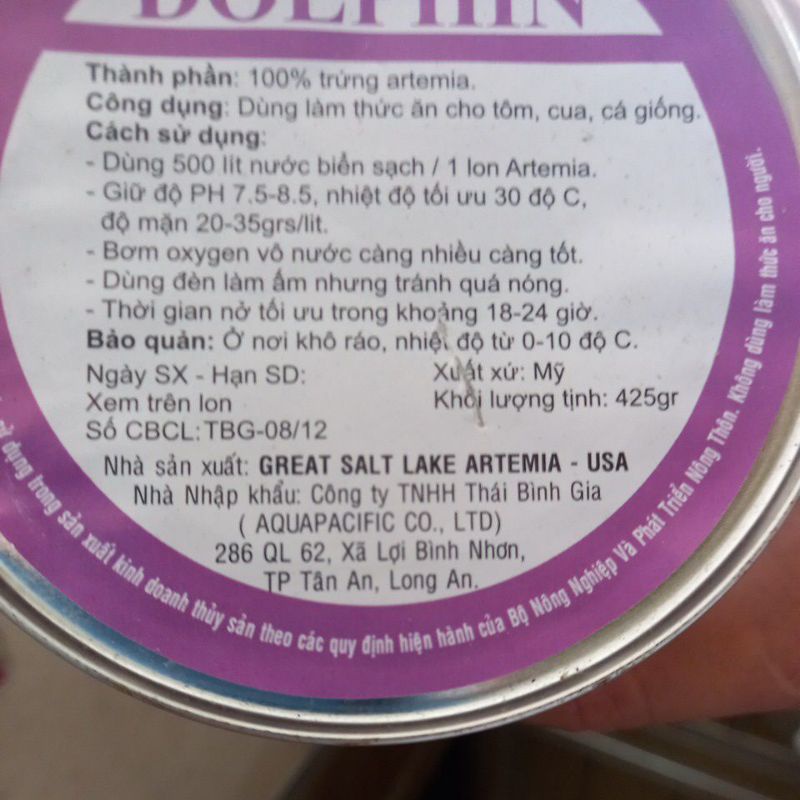 DOLPHIN
Thành phần: 100% trứng artemia.
Công dụng: Dùng làm thức ăn cho tôm, cua, cá giống.
Cách sử dụng:
- Dùng 500 lít nước biển sạch / 1 lon Artemia.
- Giữ độ PH 7.5-8.5, nhiệt độ tối ưu 30 độ C,
độ mặn 20-35grs/lit.
- Bơm oxygen vô nước càng nhiều càng tốt.
- Dùng đèn làm ấm nhưng tránh quá nóng.
- Thời gian nở tối ưu trong khoảng 18-24 giờ.
Bảo quản: Ở nơi khô ráo, nhiệt độ từ 0-10 độ C.
Ngày SX - Hạn SD:
Xem trên lon
Xuất xứ: Mỹ
Khối lượng tịnh: 425gr
Số CBCL: TBG-08/12
Nhà sản xuất: GREAT SALT LAKE ARTEMIA - USA
Nhà Nhập khẩu: Công ty TNHH Thái Bình Gia
( AQUAPACIFIC CO., LTD)
286 QL 62, Xã Lợi Bình Nhơn,
TP Tân An, Long An.
sử dụng trong sản xuất kinh doanh thủy sản theo các quy định hiện hành của Bộ Nông Nghiệp Và Phát Triển Nông Thôn. Không dùng làm thức ăn cho người.